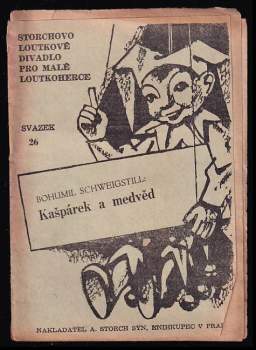 STORCHOVO
LOUTKOVÉ
DIVADLO
PRO MALÉ
LOUTKOHERCE
SVAZEK
26
BOHUMIL SCHWEIGSTILL:
Kašpárek a medvěd
NAKLADATEL A. STORCH SYN, KNIHKUPEC V PRAZE